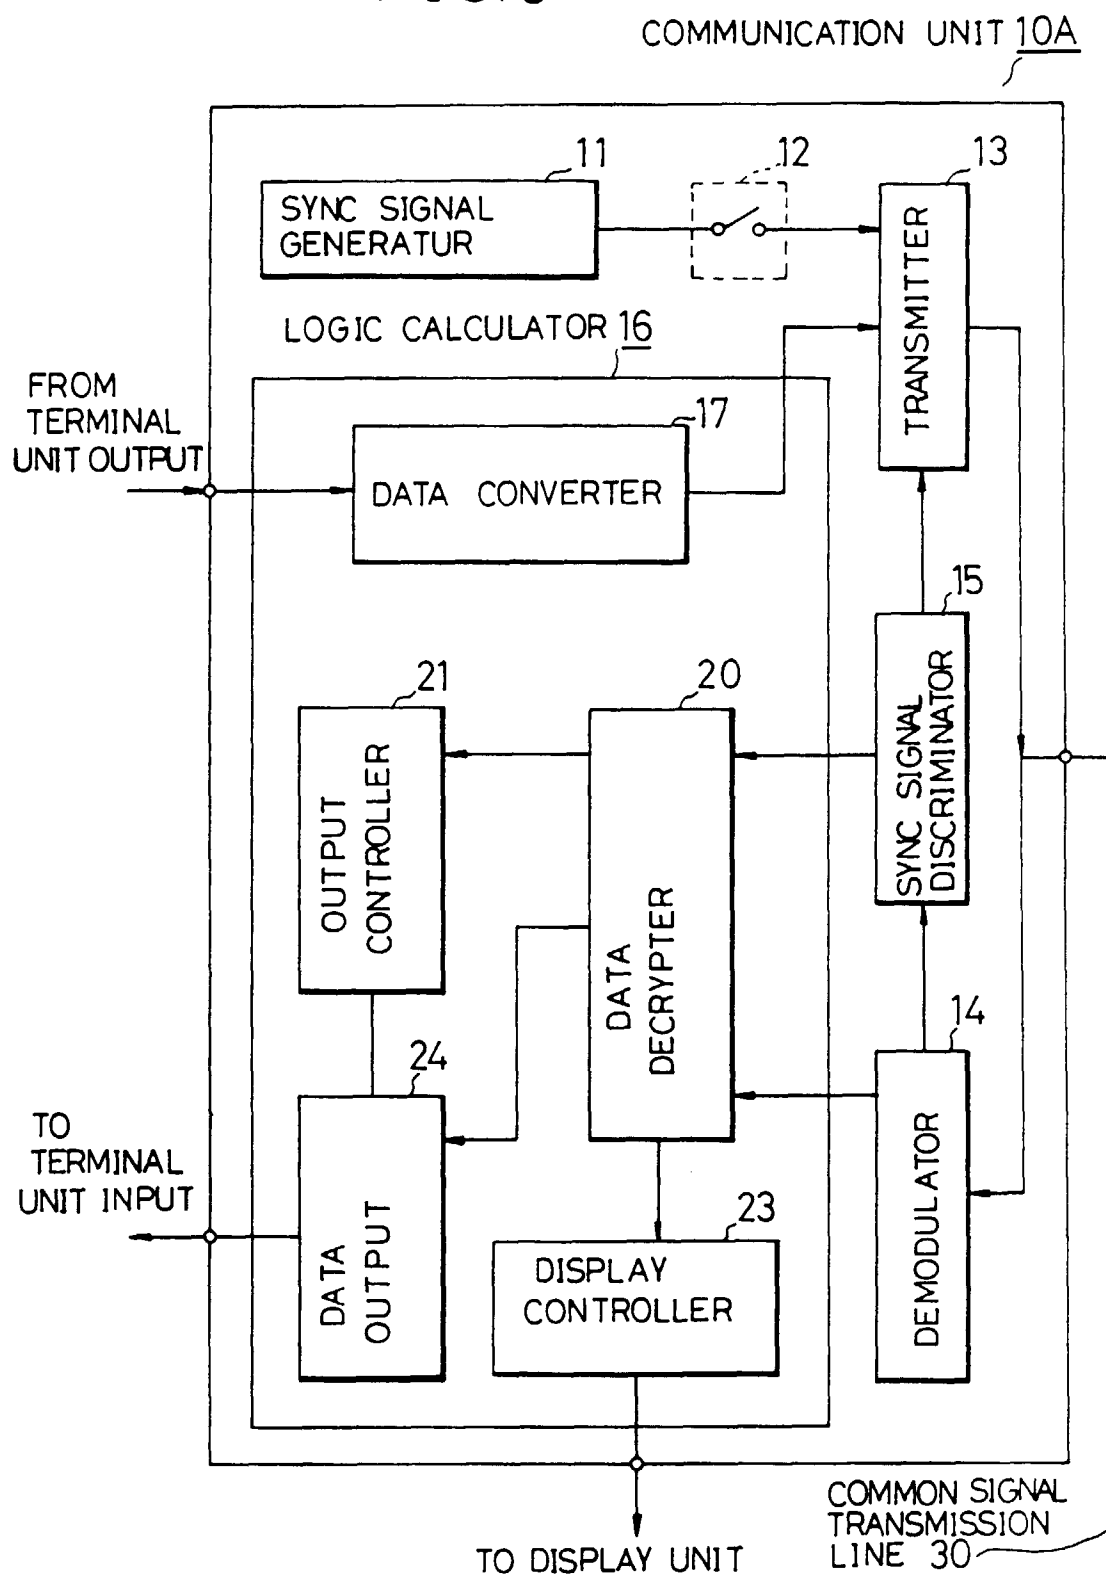 COMMUNICATION UNIT 10A
11
12
13
SYNC SIGNAL
GENERATUR
TRANSMITTER
LOGIC CALCULATOR 16
FROM
TERMINAL
UNIT OUTPUT
17
DATA CONVERTER
15
SYNC SIGNAL
DISCRIMINATOR
21
20
OUTPUT
CONTROLLER
DATA
DECRYPTER
14
DEMODULATOR
24
TO
TERMINAL
UNIT INPUT
DATA
OUTPUT
23
DISPLAY
CONTROLLER
COMMON SIGNAL
TRANSMISSION
LINE 30
TO DISPLAY UNIT